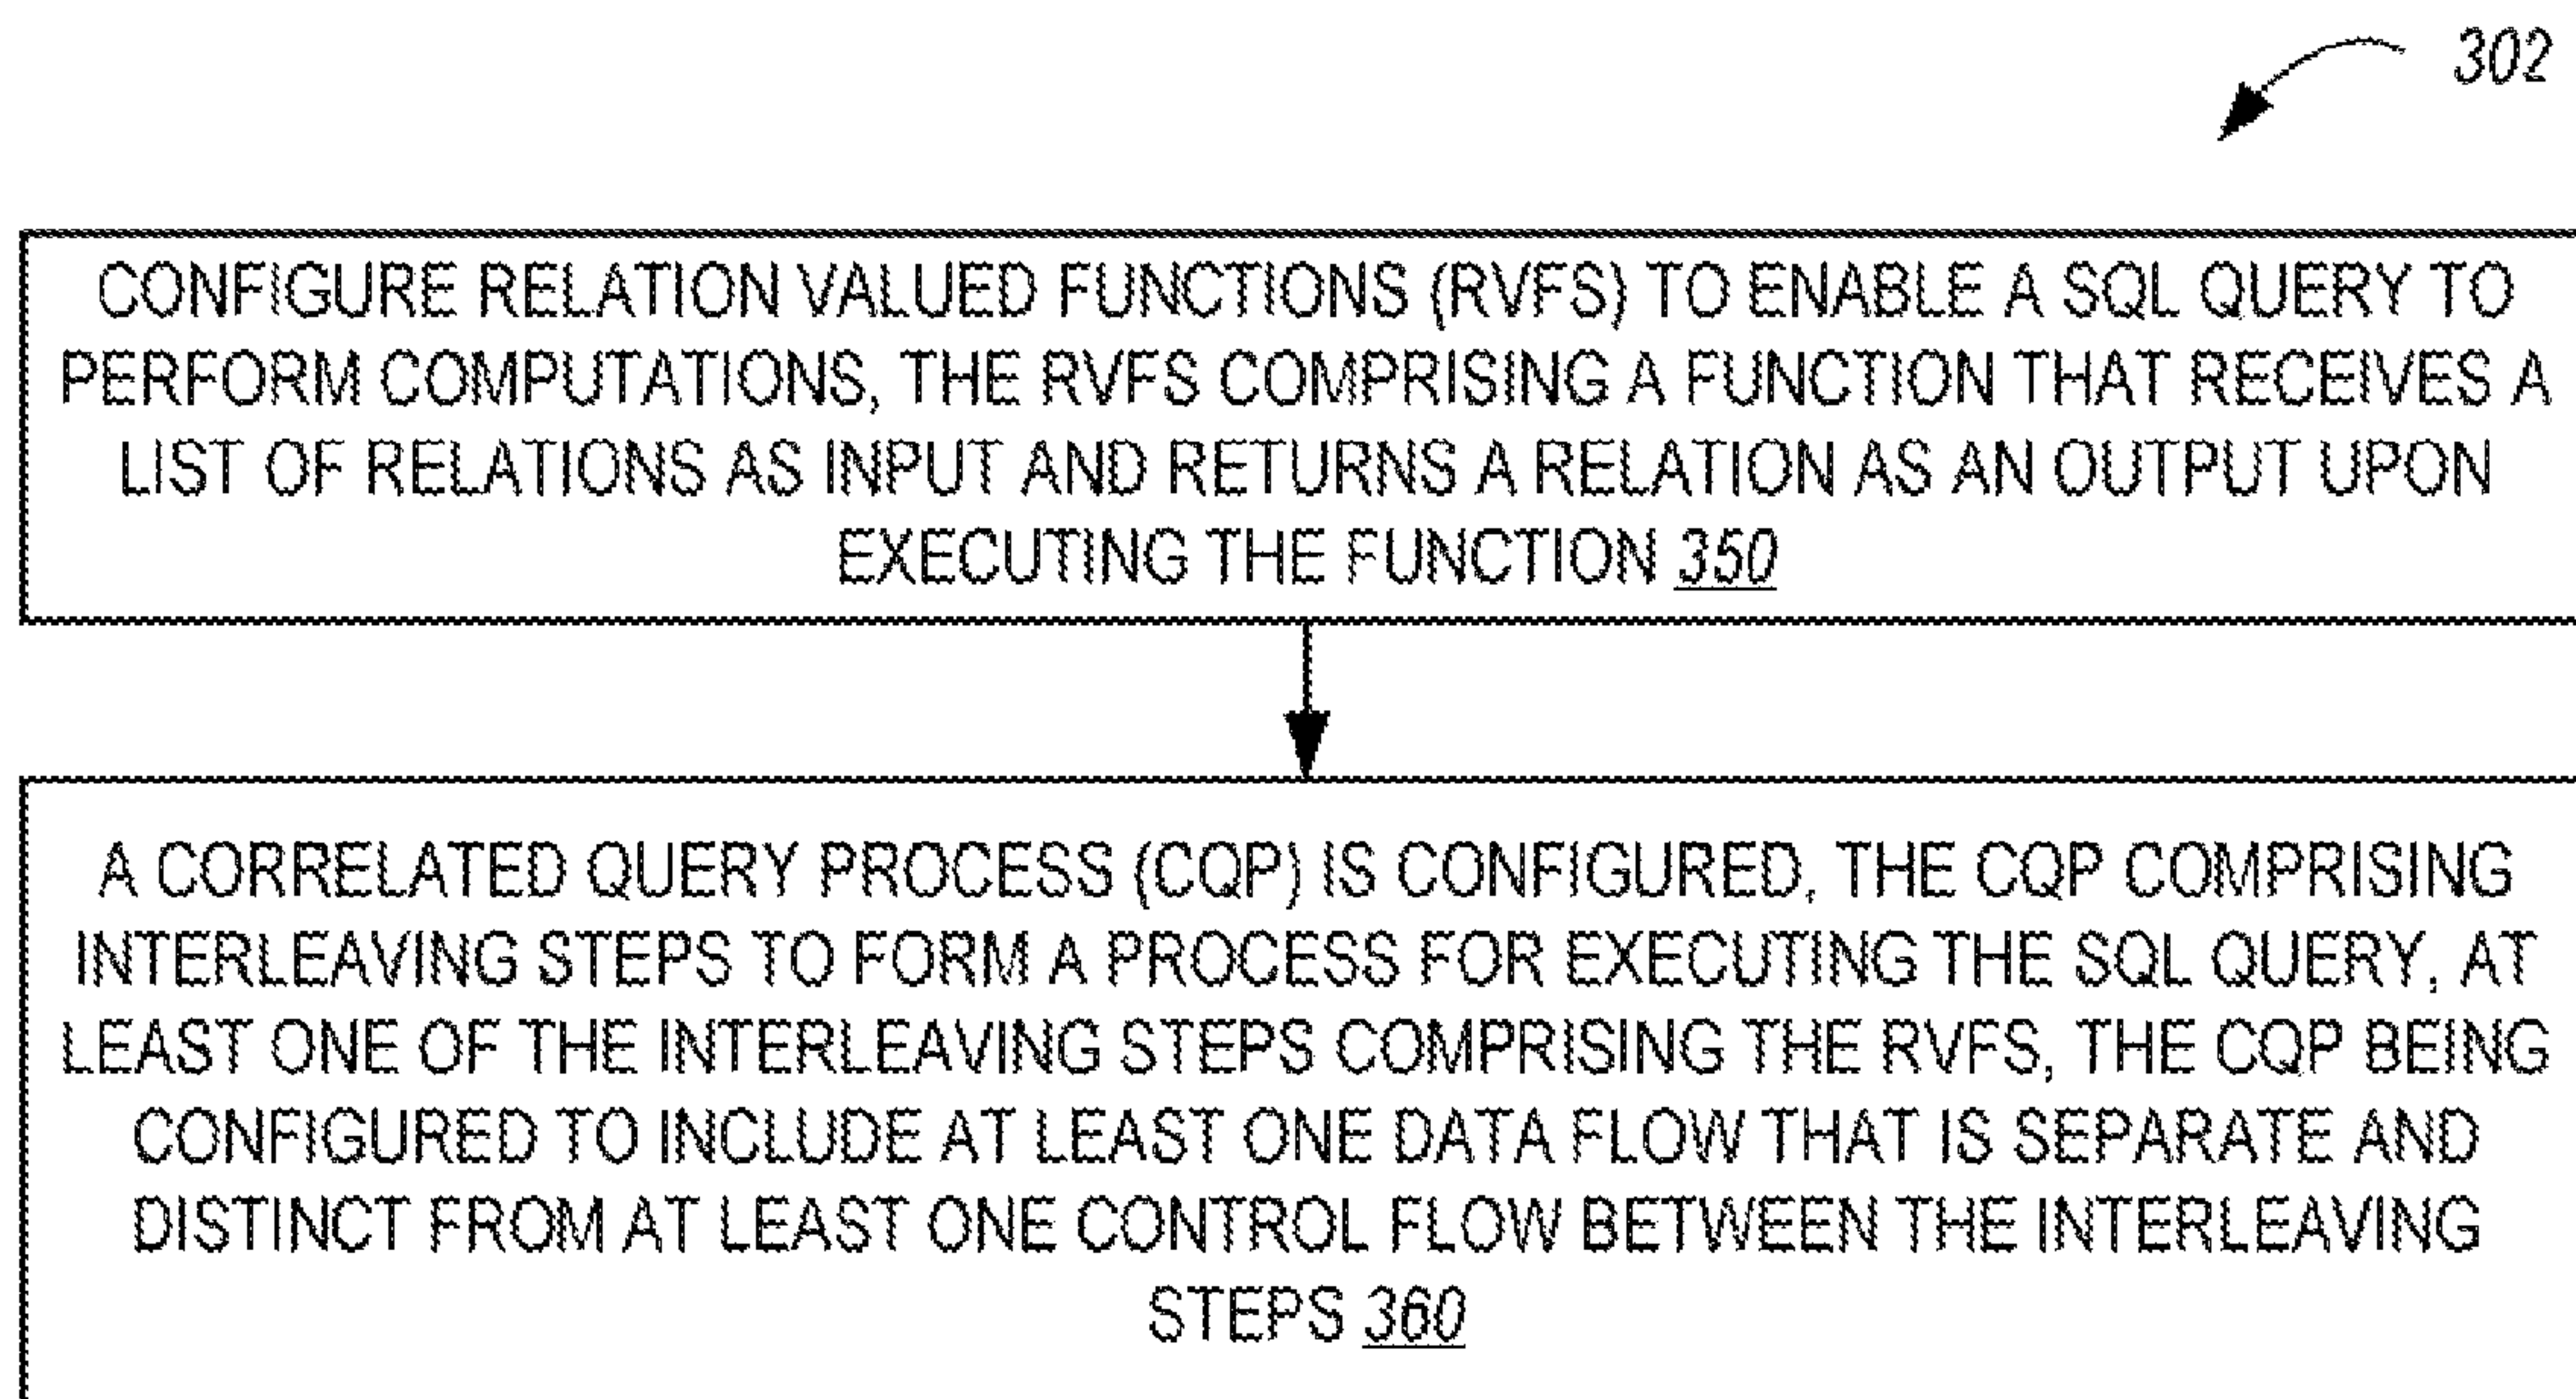 302
CONFIGURE RELATION VALUED FUNCTIONS (RVFS) TO ENABLE A SQL QUERY TO
PERFORM COMPUTATIONS, THE RVFS COMPRISING A FUNCTION THAT RECEIVES A
LIST OF RELATIONS AS INPUT AND RETURNS A RELATION AS AN OUTPUT UPON
EXECUTING THE FUNCTION 350
A CORRELATED QUERY PROCESS (CQP) IS CONFIGURED, THE CQP COMPRISING
INTERLEAVING STEPS TO FORM A PROCESS FOR EXECUTING THE SQL QUERY, AT
LEAST ONE OF THE INTERLEAVING STEPS COMPRISING THE RVFS, THE CQP BEING
CONFIGURED TO INCLUDE AT LEAST ONE DATA FLOW THAT IS SEPARATE AND
DISTINCT FROM AT LEAST ONE CONTROL FLOW BETWEEN THE INTERLEAVING
STEPS 360